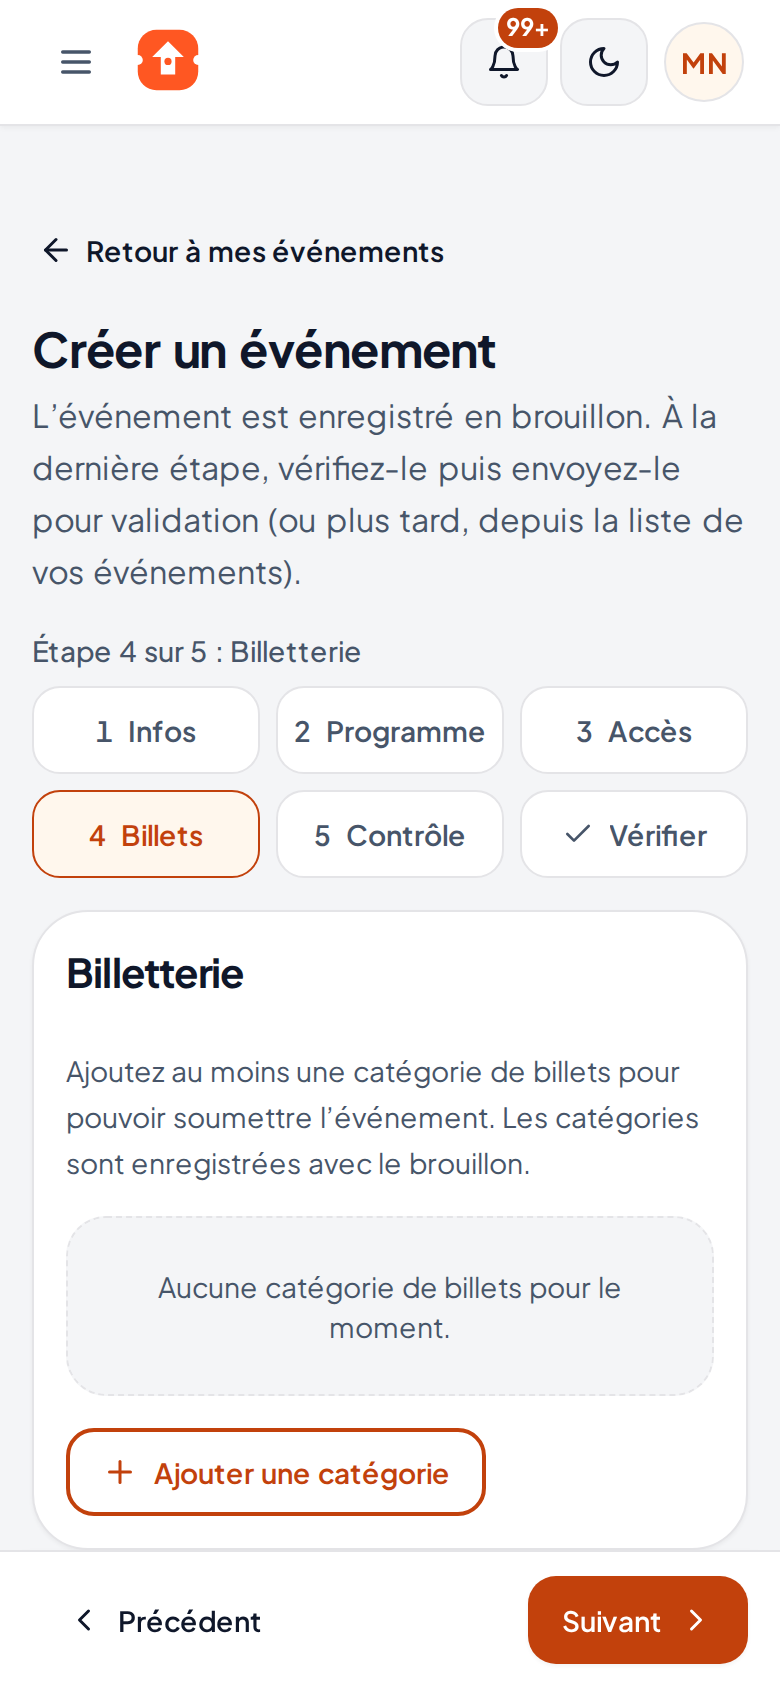 99+
MN
Retour à mes événements
Créer un événement
L’événement est enregistré en brouillon. À la
dernière étape, vérifiez-le puis envoyez-le
pour validation (ou plus tard, depuis la liste de
vos événements).
Étape 4 sur 5 : Billetterie
1 Infos
2 Programme
3 Accès
4 Billets
5 Contrôle
Vérifier
Billetterie
Ajoutez au moins une catégorie de billets pour
pouvoir soumettre l’événement. Les catégories
sont enregistrées avec le brouillon.
Aucune catégorie de billets pour le
moment.
Ajouter une catégorie
Précédent
Suivant